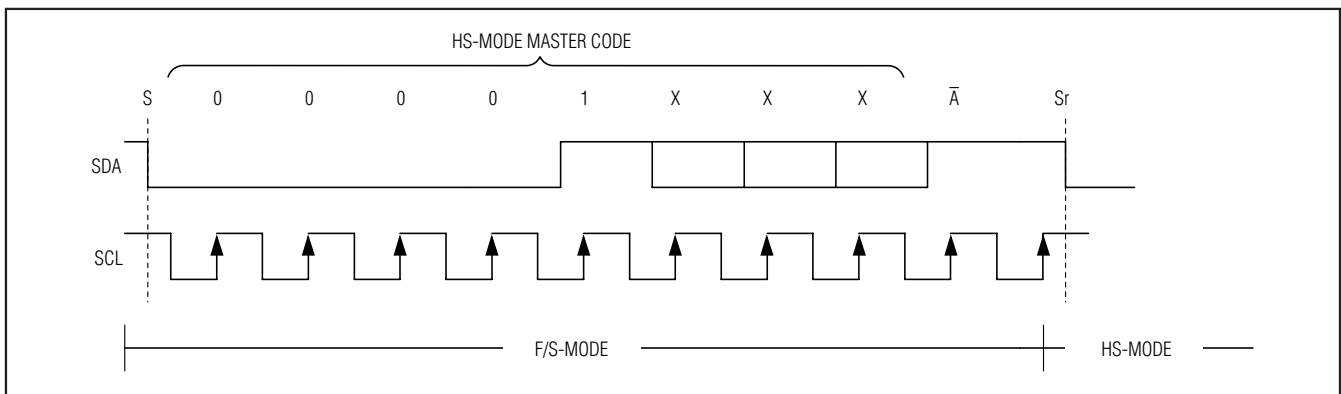 HS-MODE MASTER CODE
S 0 0 0 0 1 X X X A̅ Sr
SDA
SCL
F/S-MODE HS-MODE